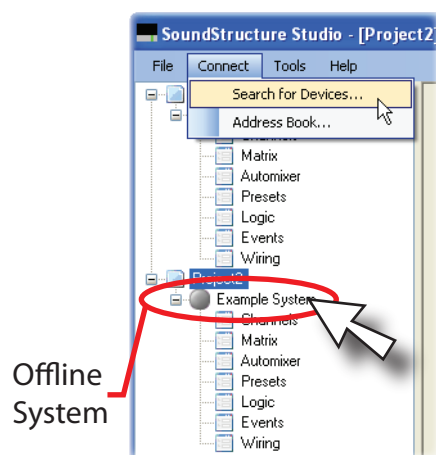 SoundStructure Studio - [Project2]
File Connect Tools Help
Search for Devices...
Address Book...
Matrix
Automixer
Presets
Logic
Events
Wiring
Project2
Example System
Channels
Matrix
Automixer
Presets
Logic
Events
Wiring
Offline
System